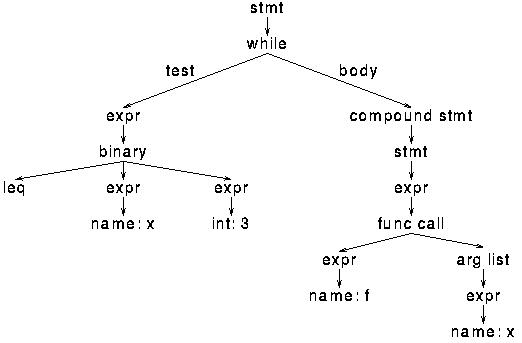 stmt
while
test body
expr compound stmt
binary stmt
leq expr expr expr
name: x int: 3 func call
expr arg list
name: f expr
name: x